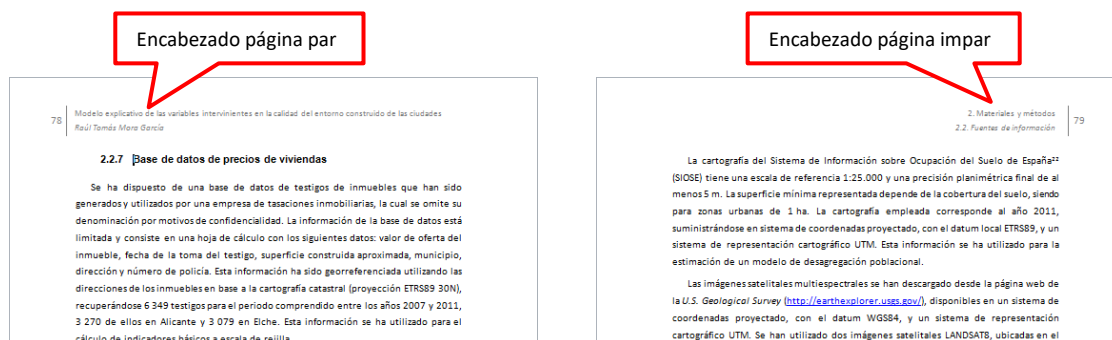 Encabezado página par
78
Modelo explicativo de las variables intervinientes en la calidad del entorno construido de las ciudades
Raúl Tomás Mora García
2.2.7 Base de datos de precios de viviendas
Se ha dispuesto de una base de datos de testigos de inmuebles que han sido
generados y utilizados por una empresa de tasaciones inmobiliarias, la cual se omite su
denominación por motivos de confidencialidad. La información de la base de datos está
limitada y consiste en una hoja de cálculo con los siguientes datos: valor de oferta del
inmueble, fecha de la toma del testigo, superficie construida aproximada, municipio,
dirección y número de policía. Esta información ha sido georreferenciada utilizando las
direcciones de los inmuebles en base a la cartografía catastral (proyección ETRS89 30N),
recuperándose 6 349 testigos para el periodo comprendido entre los años 2007 y 2011,
3 270 de ellos en Alicante y 3 079 en Elche. Esta información se ha utilizado para el
cálculo de indicadores básicos a escala de rejilla.
Encabezado página impar
2. Materiales y métodos
2.2. Fuentes de información
79
La cartografía del Sistema de Información sobre Ocupación del Suelo de España²²
(SIOSE) tiene una escala de referencia 1:25.000 y una precisión planimétrica final de al
menos 5 m. La superficie mínima representada depende de la cobertura del suelo, siendo
para zonas urbanas de 1 ha. La cartografía empleada corresponde al año 2011,
suministrándose en sistema de coordenadas proyectado, con el datum local ETRS89, y un
sistema de representación cartográfico UTM. Esta información se ha utilizado para la
estimación de un modelo de desagregación poblacional.
Las imágenes satelitales multiespectrales se han descargado desde la página web de
la U.S. Geological Survey (http://earthexplorer.usgs.gov/), disponibles en un sistema de
coordenadas proyectado, con el datum WGS84, y un sistema de representación
cartográfico UTM. Se han utilizado dos imágenes satelitales LANDSAT8, ubicadas en el